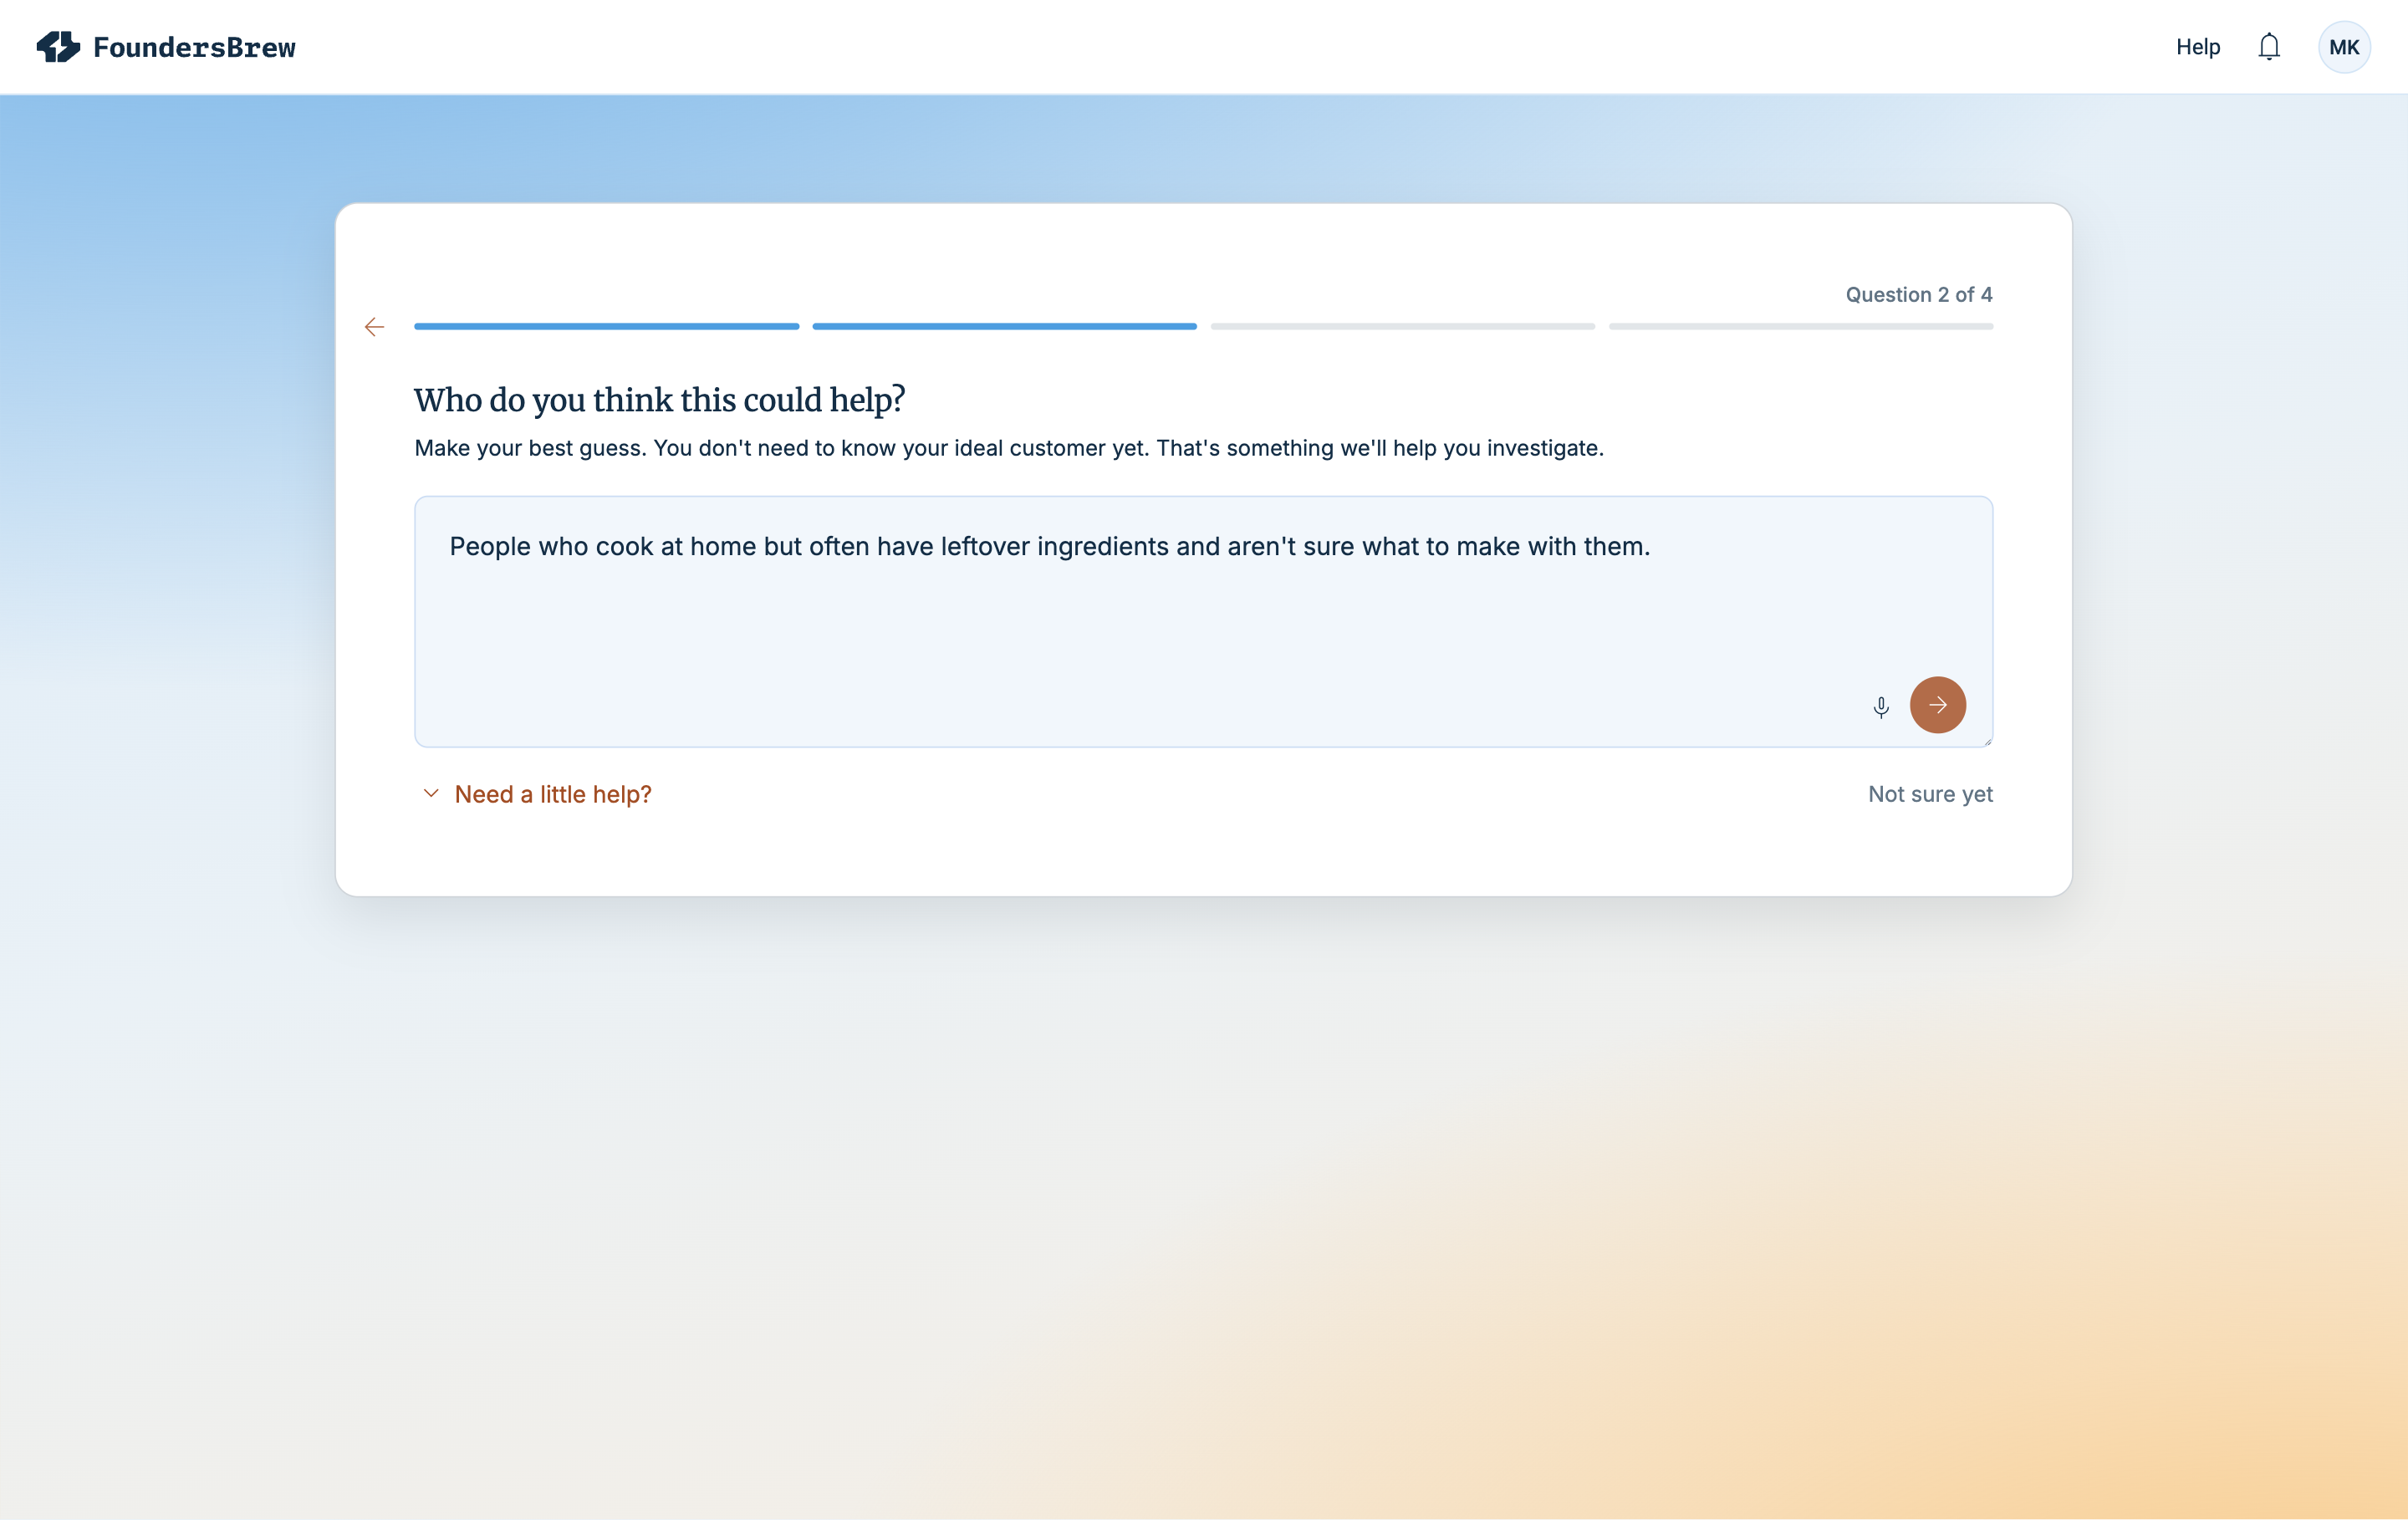 FoundersBrew
Help
MK
Question 2 of 4
Who do you think this could help?
Make your best guess. You don't need to know your ideal customer yet. That's something we'll help you investigate.
People who cook at home but often have leftover ingredients and aren't sure what to make with them.
Need a little help?
Not sure yet